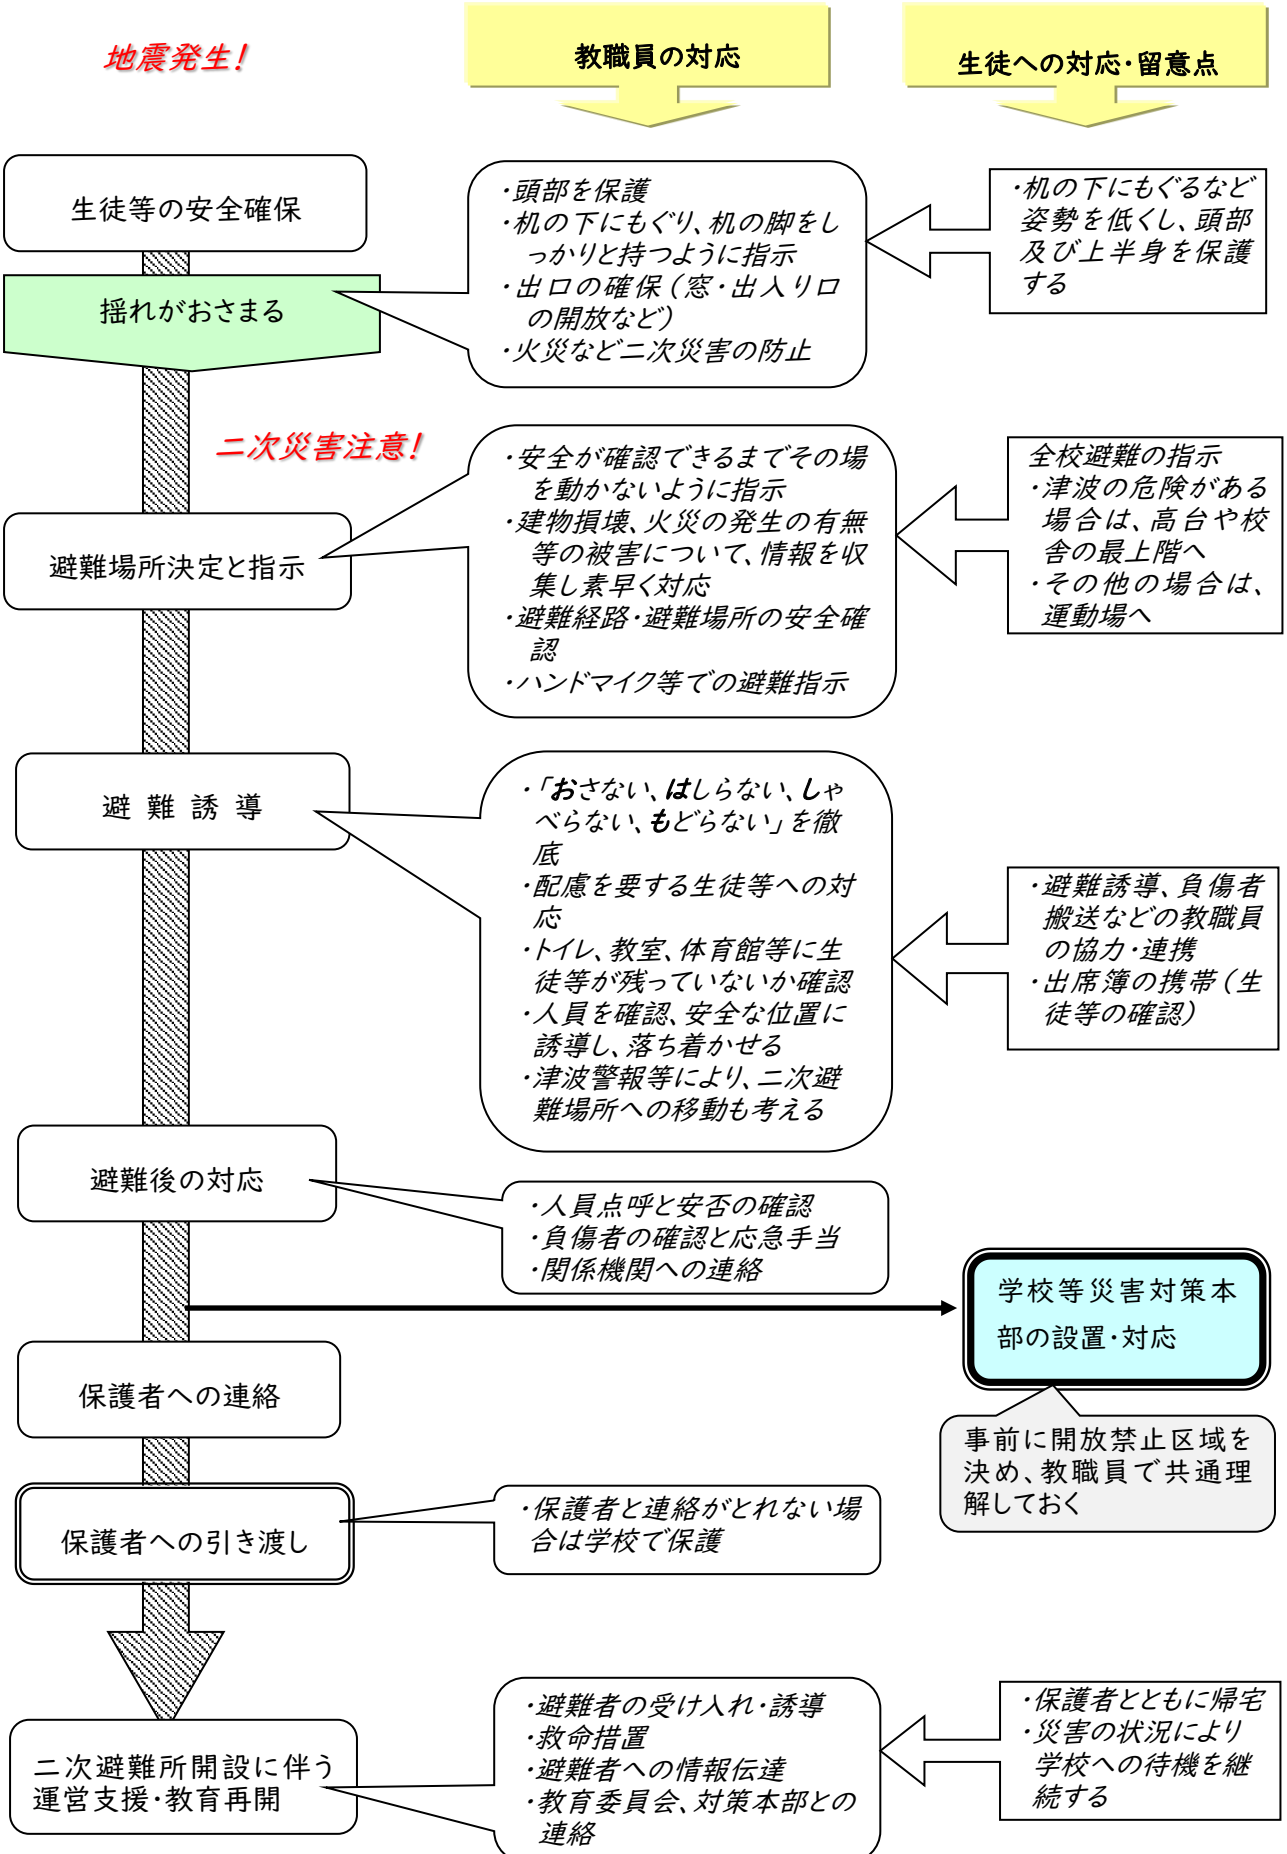 地震発生！
教職員の対応
生徒への対応・留意点
生徒等の安全確保
・頭部を保護
・机の下にもぐり、机の脚をし
っかりと持つように指示
・出口の確保（窓・出入り口
の開放など）
・火災など二次災害の防止
・机の下にもぐるなど
姿勢を低くし、頭部
及び上半身を保護
する
揺れがおさまる
二次災害注意！
避難場所決定と指示
・安全が確認できるまでその場
を動かないように指示
・建物損壊、火災の発生の有無
等の被害について、情報を収
集し素早く対応
・避難経路・避難場所の安全確
認
・ハンドマイク等での避難指示
全校避難の指示
・津波の危険がある
場合は、高台や校
舎の最上階へ
・その他の場合は、
運動場へ
避 難 誘 導
・「おさない、はしらない、しゃ
べらない、もどらない」を徹
底
・配慮を要する生徒等への対
応
・トイレ、教室、体育館等に生
徒等が残っていないか確認
・人員を確認、安全な位置に
誘導し、落ち着かせる
・津波警報等により、二次避
難場所への移動も考える
・避難誘導、負傷者
搬送などの教職員
の協力・連携
・出席簿の携帯（生
徒等の確認）
避難後の対応
・人員点呼と安否の確認
・負傷者の確認と応急手当
・関係機関への連絡
学校等災害対策本
部の設置・対応
保護者への連絡
事前に開放禁止区域を
決め、教職員で共通理
解しておく
保護者への引き渡し
・保護者と連絡がとれない場
合は学校で保護
二次避難所開設に伴う
運営支援・教育再開
・避難者の受け入れ・誘導
・救命措置
・避難者への情報伝達
・教育委員会、対策本部との
連絡
・保護者とともに帰宅
・災害の状況により
学校への待機を継
続する